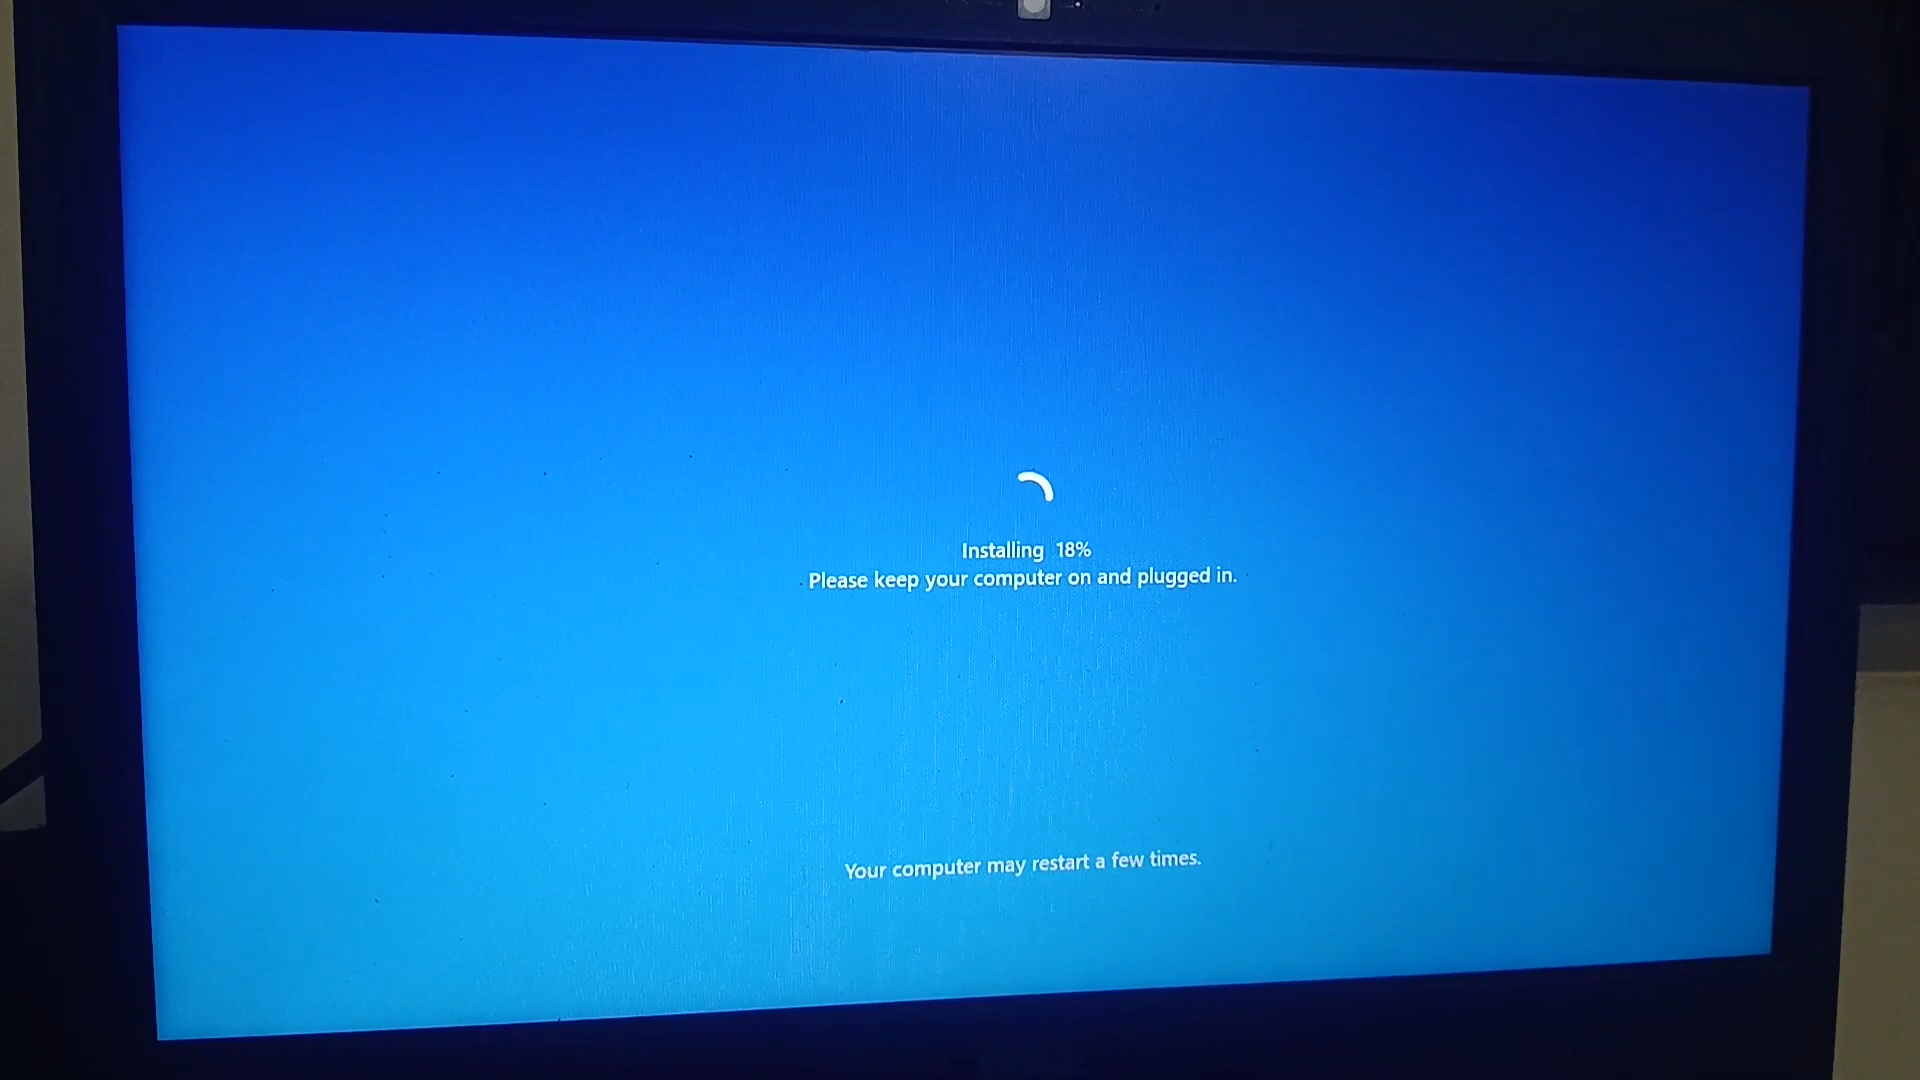 Installing 18%
Please keep your computer on and plugged in.
Your computer may restart a few times.